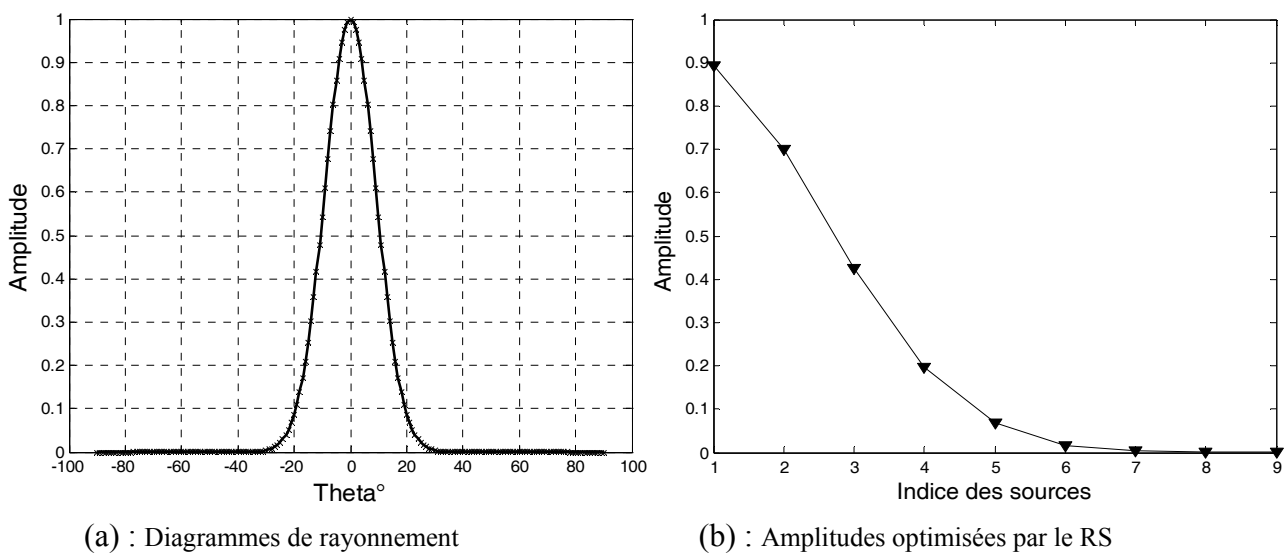 1
0.9
0.8
0.7
0.6
0.5
0.4
0.3
0.2
0.1
0
Amplitude
-100 -80 -60 -40 -20 0 20 40 60 80 100
Theta°
(a) : Diagrammes de rayonnement
1
0.9
0.8
0.7
0.6
0.5
0.4
0.3
0.2
0.1
0
Amplitude
1 2 3 4 5 6 7 8 9
Indice des sources
(b) : Amplitudes optimisées par le RS